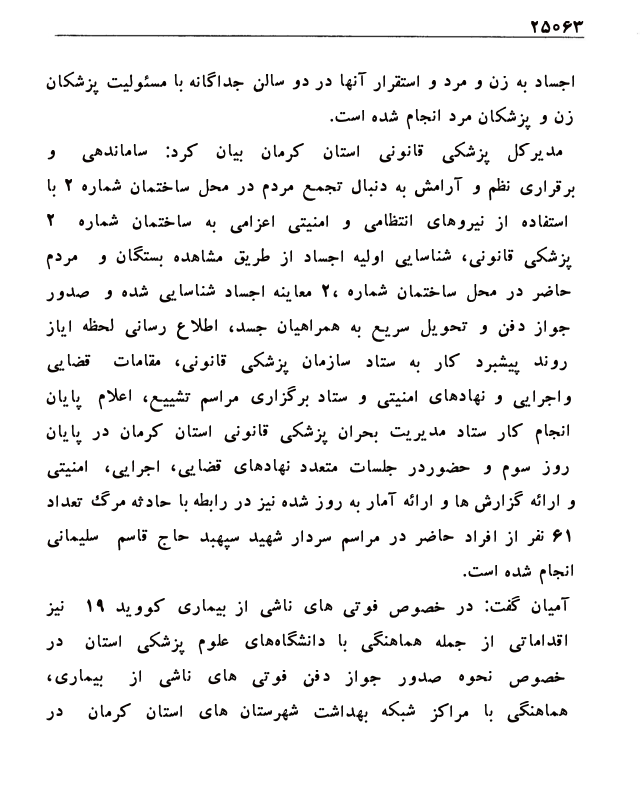 ۲۵۰۶۳
اجساد به زن و مرد و استقرار آنها در دو سالن جداگانه با مسئولیت پزشکان
زن و پزشکان مرد انجام شده است.
مدیرکل پزشکی قانونی استان کرمان بیان کرد: ساماندهی و
برقراری نظم و آرامش به دنبال تجمع مردم در محل ساختمان شماره ۲ با
استفاده از نیروهای انتظامی و امنیتی اعزامی به ساختمان شماره ۲
پزشکی قانونی، شناسایی اولیه اجساد از طریق مشاهده بستگان و مردم
حاضر در محل ساختمان شماره ۲، معاینه اجساد شناسایی شده و صدور
جواز دفن و تحویل سریع به همراهیان جسد، اطلاع رسانی لحظه ایاز
روند پیشبرد کار به ستاد سازمان پزشکی قانونی، مقامات قضایی
واجرایی و نهادهای امنیتی و ستاد برگزاری مراسم تشییع، اعلام پایان
انجام کار ستاد مدیریت بحران پزشکی قانونی استان کرمان در پایان
روز سوم و حضوردر جلسات متعدد نهادهای قضایی، اجرایی، امنیتی
و ارائه گزارش ها و ارائه آمار به روز شده نیز در رابطه با حادثه مرگ تعداد
۶۱ نفر از افراد حاضر در مراسم سردار شهید سپهبد حاج قاسم سلیمانی
انجام شده است.
آمیان گفت: در خصوص فوتی های ناشی از بیماری کووید ۱۹ نیز
اقداماتی از جمله هماهنگی با دانشگاه‌های علوم پزشکی استان در
خصوص نحوه صدور جواز دفن فوتی های ناشی از بیماری،
هماهنگی با مراکز شبکه بهداشت شهرستان های استان کرمان در